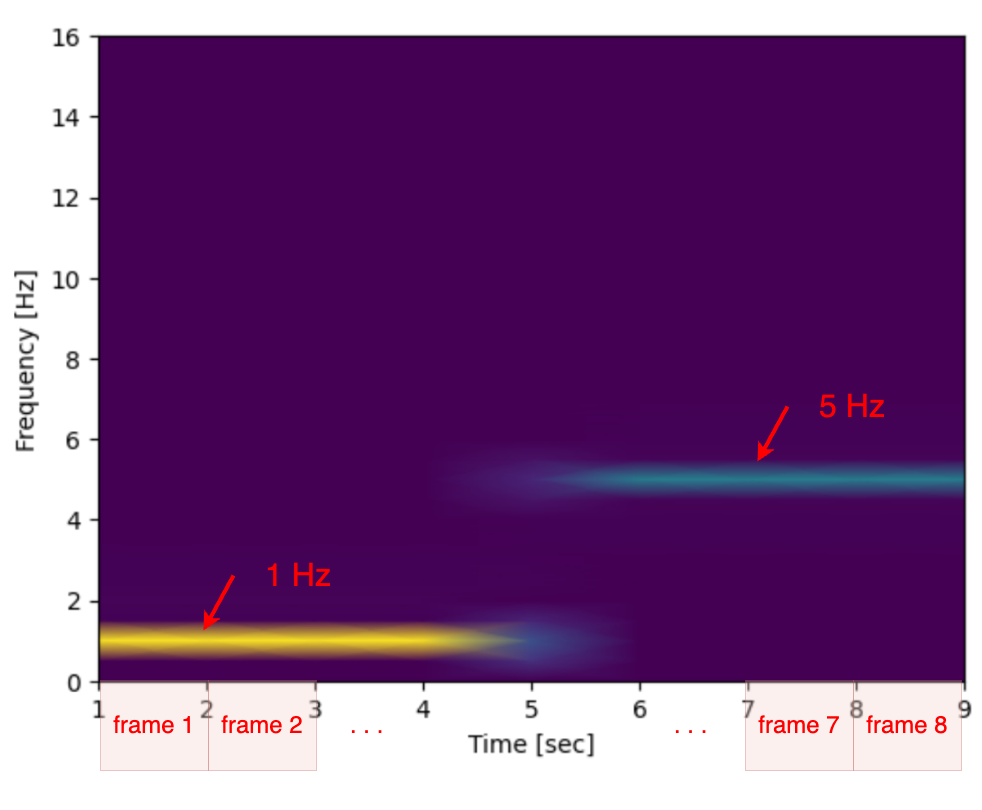 16
14
12
10
8
6
4
2
0
Frequency [Hz]
5 Hz
1 Hz
1 2 3 4 5 6 7 8 9
frame 1 frame 2 . . . . . . frame 7 frame 8
Time [sec]